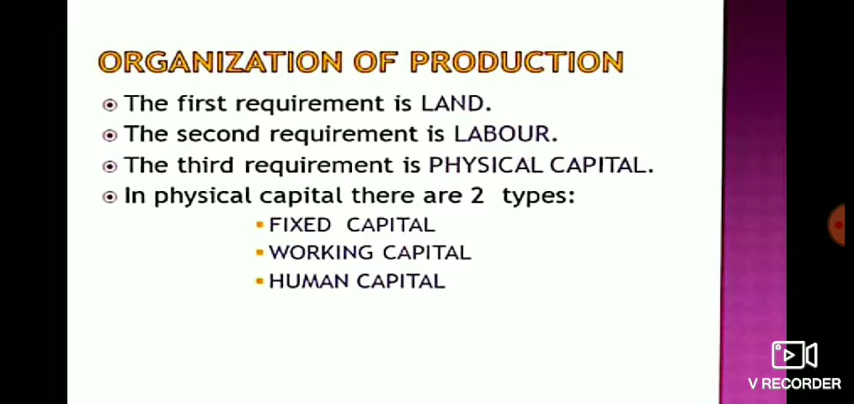 ORGANIZATION OF PRODUCTION
The first requirement is LAND.
The second requirement is LABOUR.
The third requirement is PHYSICAL CAPITAL.
In physical capital there are 2 types:
FIXED CAPITAL
WORKING CAPITAL
HUMAN CAPITAL
V RECORDER